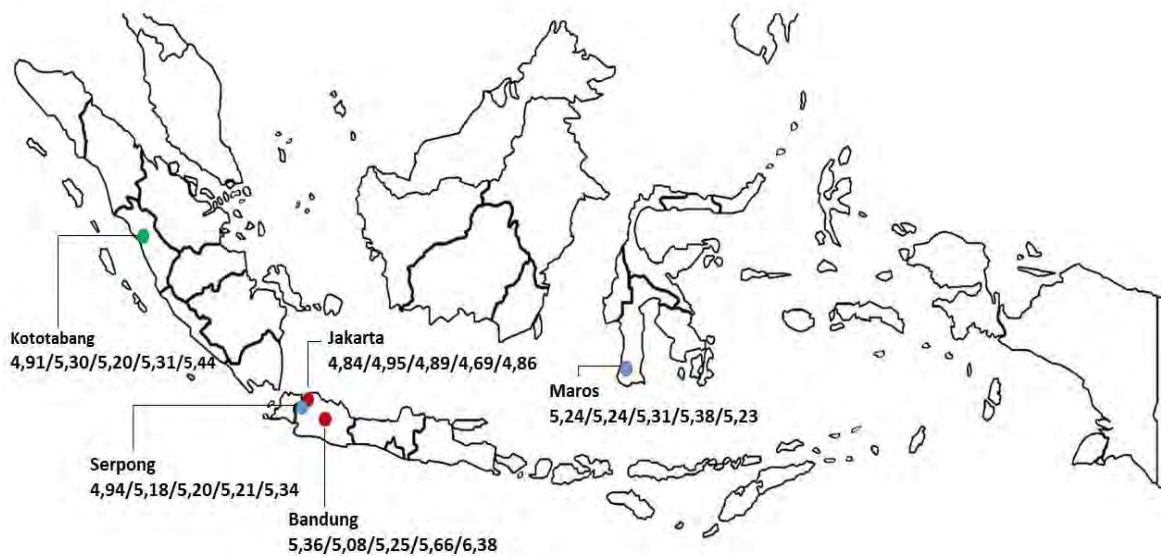 Kototabang
4,91/5,30/5,20/5,31/5,44
Jakarta
4,84/4,95/4,89/4,69/4,86
Maros
5,24/5,24/5,31/5,38/5,23
Serpong
4,94/5,18/5,20/5,21/5,34
Bandung
5,36/5,08/5,25/5,66/6,38